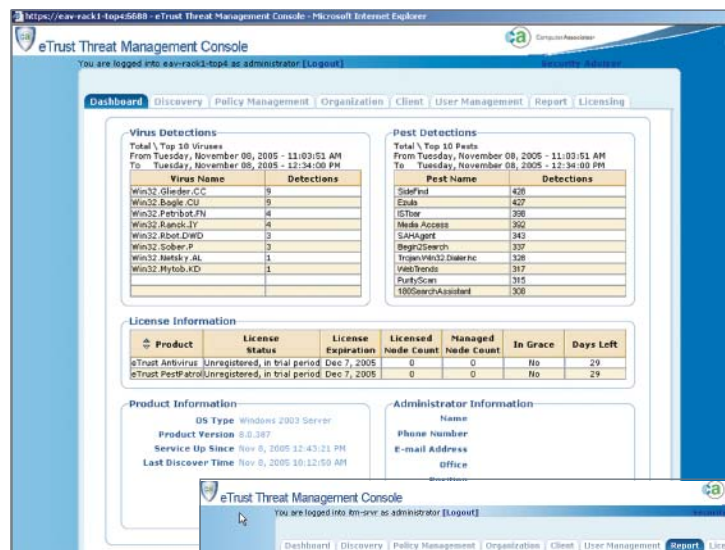 https://eav-rack1-top4:6688 - eTrust Threat Management Console - Microsoft Internet Explorer
eTrust Threat Management Console
ca Computer Associates
You are logged into eav-rack1-top4 as administrator [Logout]
Security Advisor
Dashboard Discovery Policy Management Organization Client User Management Report Licensing
Virus Detections
Total \ Top 10 Viruses
From Tuesday, November 08, 2005 - 11:03:51 AM
To Tuesday, November 08, 2005 - 12:34:00 PM
Virus Name Detections
Win32.Glieder.CC 9
Win32.Bagle.CU 9
Win32.Petribot.FN 4
Win32.Ranck.IY 4
Win32.Rbot.DWD 3
Win32.Sober.P 3
Win32.Netsky.AL 1
Win32.Mytob.KD 1
Pest Detections
Total \ Top 10 Pests
From Tuesday, November 08, 2005 - 11:03:51 AM
To Tuesday, November 08, 2005 - 12:34:00 PM
Pest Name Detections
SideFind 428
Ezula 427
ISTbar 398
Media Access 392
SAHAgent 343
Begin2Search 337
Trojan.Win32.Dialer.hc 328
WebTrends 317
PurityScan 315
180SearchAssistant 308
License Information
Product License Status License Expiration Licensed Node Count Managed Node Count In Grace Days Left
eTrust Antivirus Unregistered, in trial period Dec 7, 2005 0 0 No 29
eTrust PestPatrol Unregistered, in trial period Dec 7, 2005 0 0 No 29
Product Information
OS Type Windows 2003 Server
Product Version 8.0.387
Service Up Since Nov 8, 2005 12:43:21 PM
Last Discover Time Nov 8, 2005 10:12:50 AM
Administrator Information
Name
Phone Number
E-mail Address
Office
eTrust Threat Management Console
ca
You are logged into itm-srvr as administrator [Logout]
Dashboard Discovery Policy Management Organization Client User Management Report